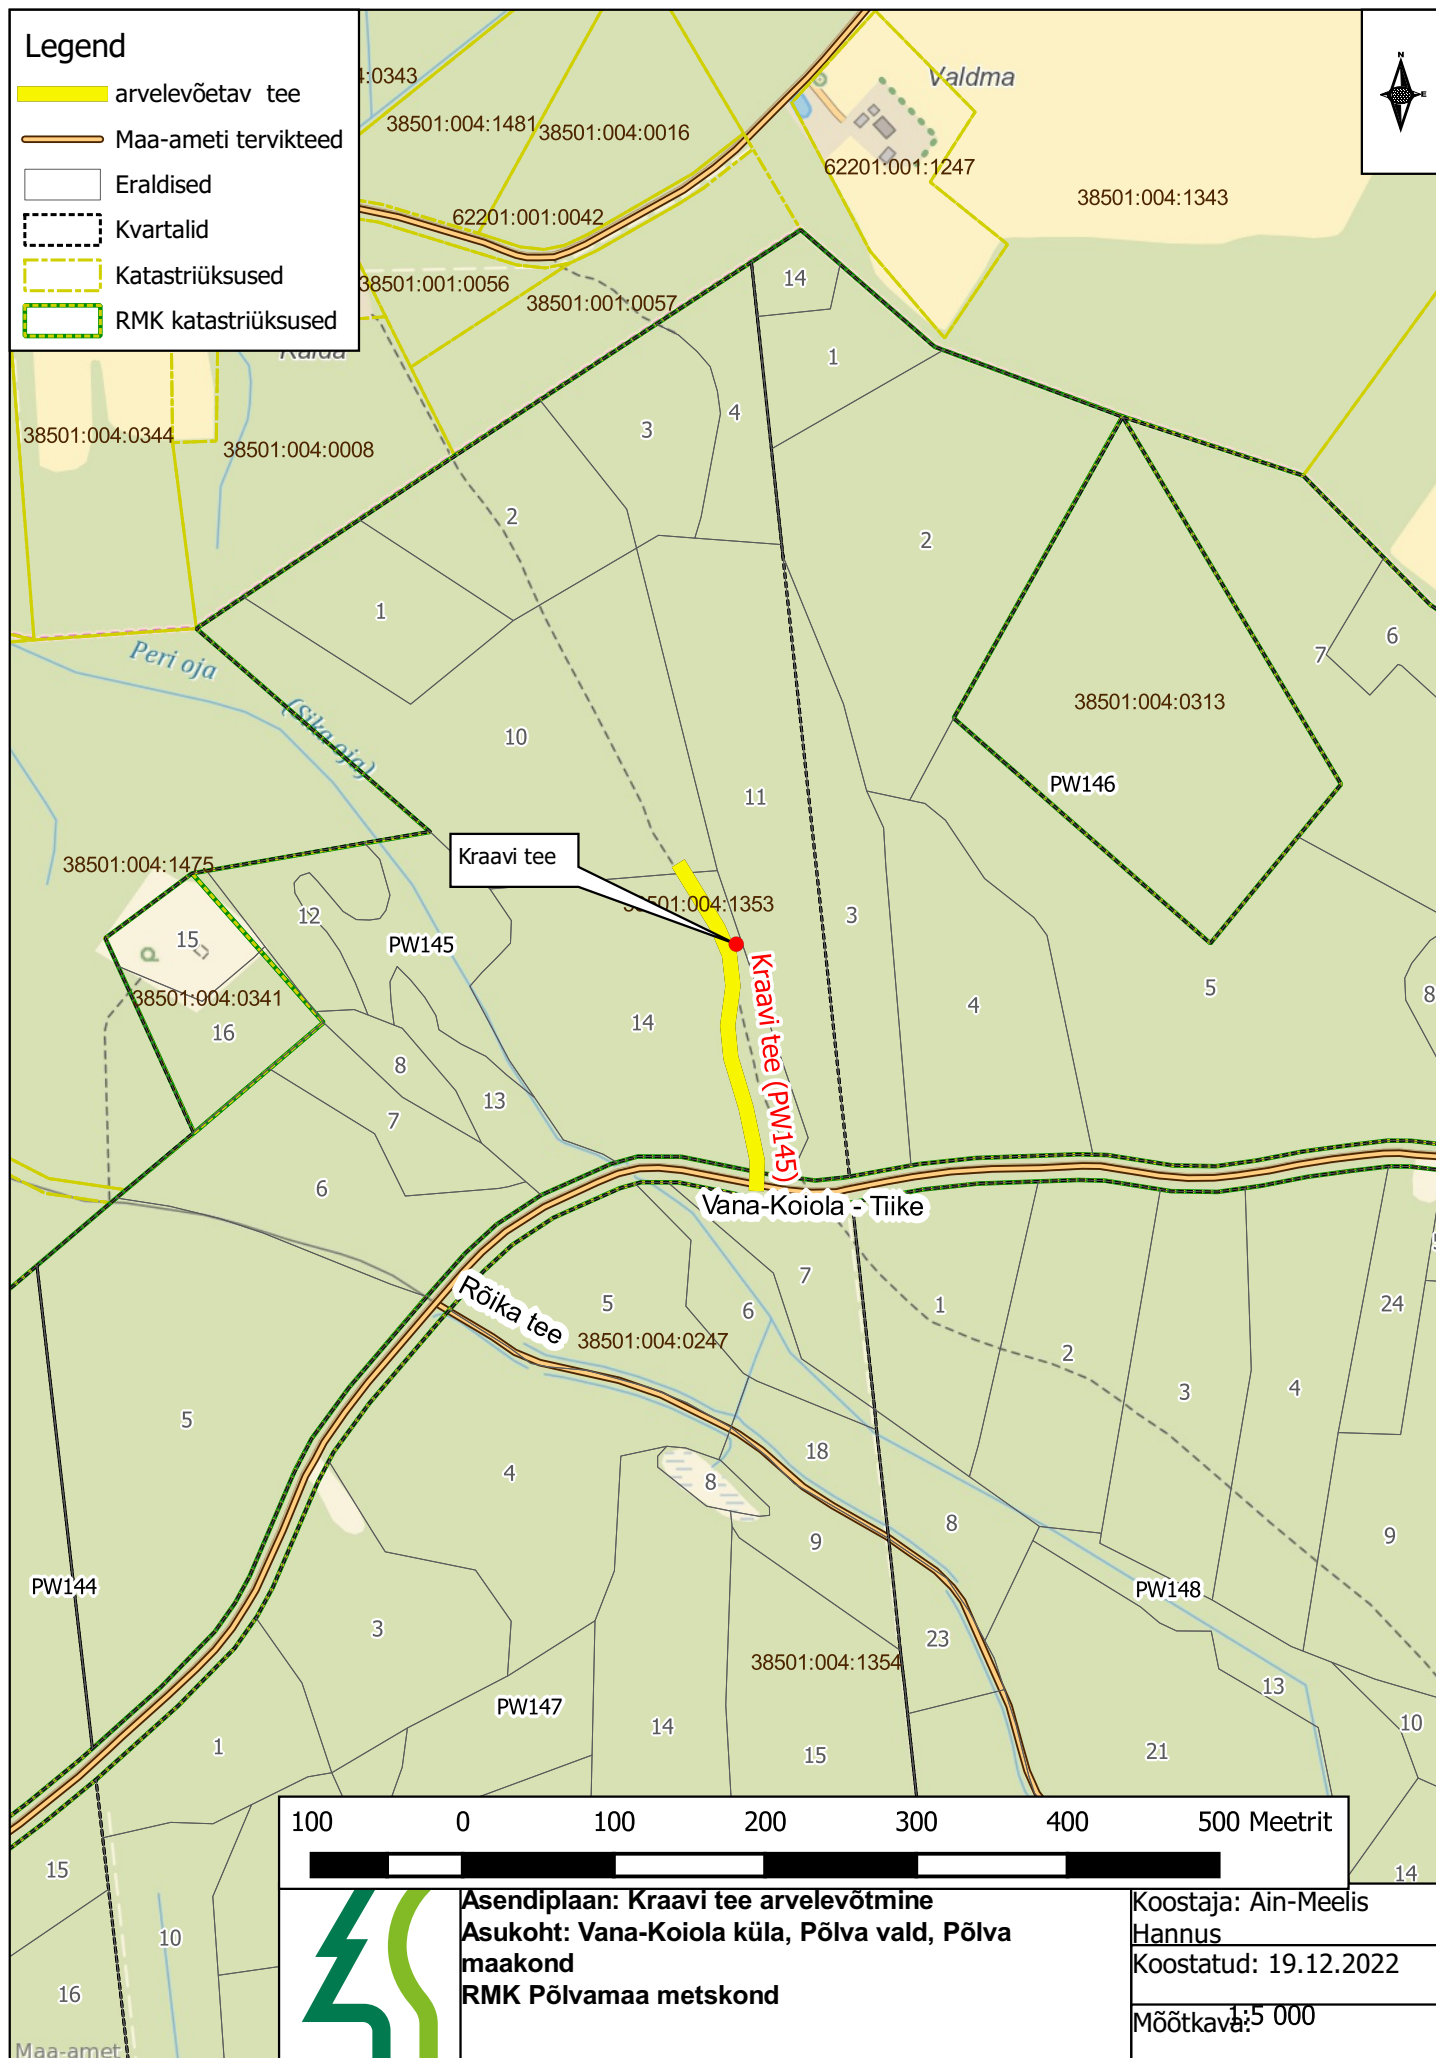 Legend
arvelevõetav tee
Maa-ameti tervikteed
Eraldised
Kvartalid
Katastriüksused
RMK katastriüksused
N
E
:0343
38501:004:1481
38501:004:0016
Valdma
62201:001:1247
38501:004:1343
62201:001:0042
38501:001:0056
38501:001:0057
14
1
3
4
38501:004:0344
38501:004:0008
2
2
1
Peri oja
(Sika oja)
6
7
38501:004:0313
10
PW146
11
Kraavi tee
38501:004:1475
38501:004:1353
12
3
15
PW145
38501:004:0341
5
8
4
16
14
Kraavi tee (PW145)
8
13
7
6
Vana-Koiola - Tiike
7
Rõika tee
5
6
1
24
38501:004:0247
2
3
4
5
4
18
8
9
8
9
PW144
PW148
3
23
38501:004:1354
13
PW147
14
10
1
15
21
100 0 100 200 300 400 500 Meetrit
15
14
10
16
Asendiplaan: Kraavi tee arvelevõtmine
Asukoht: Vana-Koiola küla, Põlva vald, Põlva
maakond
RMK Põlvamaa metskond
Koostaja: Ain-Meelis
Hannus
Koostatud: 19.12.2022
Mõõtkava: 1:5 000
Maa-amet